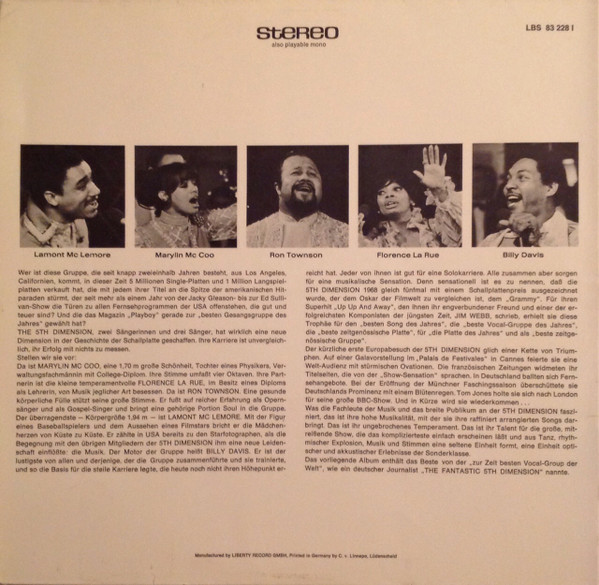 LBS 83 228 I
stereo
also playable mono
Lamont Mc Lemore
Marylin Mc Coo
Ron Townson
Florence La Rue
Billy Davis
Wer ist diese Gruppe, die seit knapp zweieinhalb Jahren besteht, aus Los Angeles,
Californien, kommt, in dieser Zeit 5 Millionen Single-Platten und 1 Million Langspiel-
platten verkauft hat, die mit jedem ihrer Titel an die Spitze der amerikanischen Hit-
paraden stürmt, der seit mehr als einem Jahr von der Jacky Gleason- bis zur Ed Sulli-
van-Show die Türen zu allen Fernsehprogrammen der USA offenstehen, die gut und
teuer sind? Und die das Magazin „Playboy" gerade zur „besten Gesangsgruppe des
Jahres" gewählt hat?
THE 5TH DIMENSION, zwei Sängerinnen und drei Sänger, hat wirklich eine neue
Dimension in der Geschichte der Schallplatte geschaffen. Ihre Karriere ist unvergleich-
lich, ihr Erfolg mit nichts zu messen.
Stellen wir sie vor:
Da ist MARYLIN MC COO, eine 1,70 m große Schönheit, Tochter eines Physikers, Ver-
waltungsfachmännin mit College-Diplom. Ihre Stimme umfaßt vier Oktaven. Ihre Part-
nerin ist die kleine temperamentvolle FLORENCE LA RUE, im Besitz eines Diploms
als Lehrerin, von Musik jeglicher Art besessen. Da ist RON TOWNSON. Eine gesunde
körperliche Fülle stützt seine große Stimme. Er fußt auf reicher Erfahrung als Opern-
sänger und als Gospel-Singer und bringt eine gehörige Portion Soul in die Gruppe.
Der überragendste — Körpergröße 1,94 m — ist LAMONT MC LEMORE. Mit der Figur
eines Baseballspielers und dem Aussehen eines Filmstars bricht er die Mädchen-
herzen von Küste zu Küste. Er zählte in USA bereits zu den Starfotografen, als die
Begegnung mit den übrigen Mitgliedern der 5TH DIMENSION ihm eine neue Leiden-
schaft einflößte: die Musik. Der Motor der Gruppe heißt BILLY DAVIS. Er ist der
lustigste von allen und derjenige, der die Gruppe zusammenführte und sie trainierte,
und so die Basis für die steile Karriere legte, die heute noch nicht ihren Höhepunkt er-
reicht hat. Jeder von ihnen ist gut für eine Solokarriere. Alle zusammen aber sorgen
für eine musikalische Sensation. Denn sensationell ist es zu nennen, daß die
5TH DIMENSION 1968 gleich fünfmal mit einem Schallplattenpreis ausgezeichnet
wurde, der dem Oskar der Filmwelt zu vergleichen ist, dem „Grammy". Für ihren
Superhit „Up Up And Away", den ihnen ihr engverbundener Freund und einer der er-
folgreichsten Komponisten der jüngsten Zeit, JIM WEBB, schrieb, erhielt sie diese
Trophäe für den „besten Song des Jahres", die „beste Vocal-Gruppe des Jahres",
die „beste zeitgenössische Platte", für „die Platte des Jahres" und als „beste zeitge-
nössische Gruppe".
Der kürzliche erste Europabesuch der 5TH DIMENSION glich einer Kette von Trium-
phen. Auf einer Galavorstellung im „Palais de Festivales" in Cannes feierte sie eine
Welt-Audienz mit stürmischen Ovationen. Die französischen Zeitungen widmeten ihr
Titelseiten, die von der „Show-Sensation" sprachen. In Deutschland ballten sich Fern-
sehangebote. Bei der Eröffnung der Münchner Faschingssaison überschüttete sie
Deutschlands Prominenz mit einem Blütenregen. Tom Jones holte sie sich nach London
für seine große BBC-Show. Und in Kürze wird sie wiederkommen . . .
Was die Fachleute der Musik und das breite Publikum an der 5TH DIMENSION faszi-
niert, das ist ihre hohe Musikalität, mit der sie ihre raffiniert arrangierten Songs dar-
bringt. Das ist ihr ungebrochenes Temperament. Das ist ihr Talent für die große, mit-
reißende Show, die das komplizierteste einfach erscheinen läßt und aus Tanz, rhyth-
mischer Explosion, Musik und Temperament eine seltene Einheit formt, eine Einheit opti-
scher und akkustischer Erlebnisse der Sonderklasse.
Das vorliegende Album enthält das Beste von der „zur Zeit besten Vocal-Group der
Welt", wie ein deutscher Journalist „THE FANTASTIC 5TH DIMENSION" nannte.
Manufactured by LIBERTY RECORD GMBH, Printed in Germany by C. v. Linnepe, Lüdenscheid